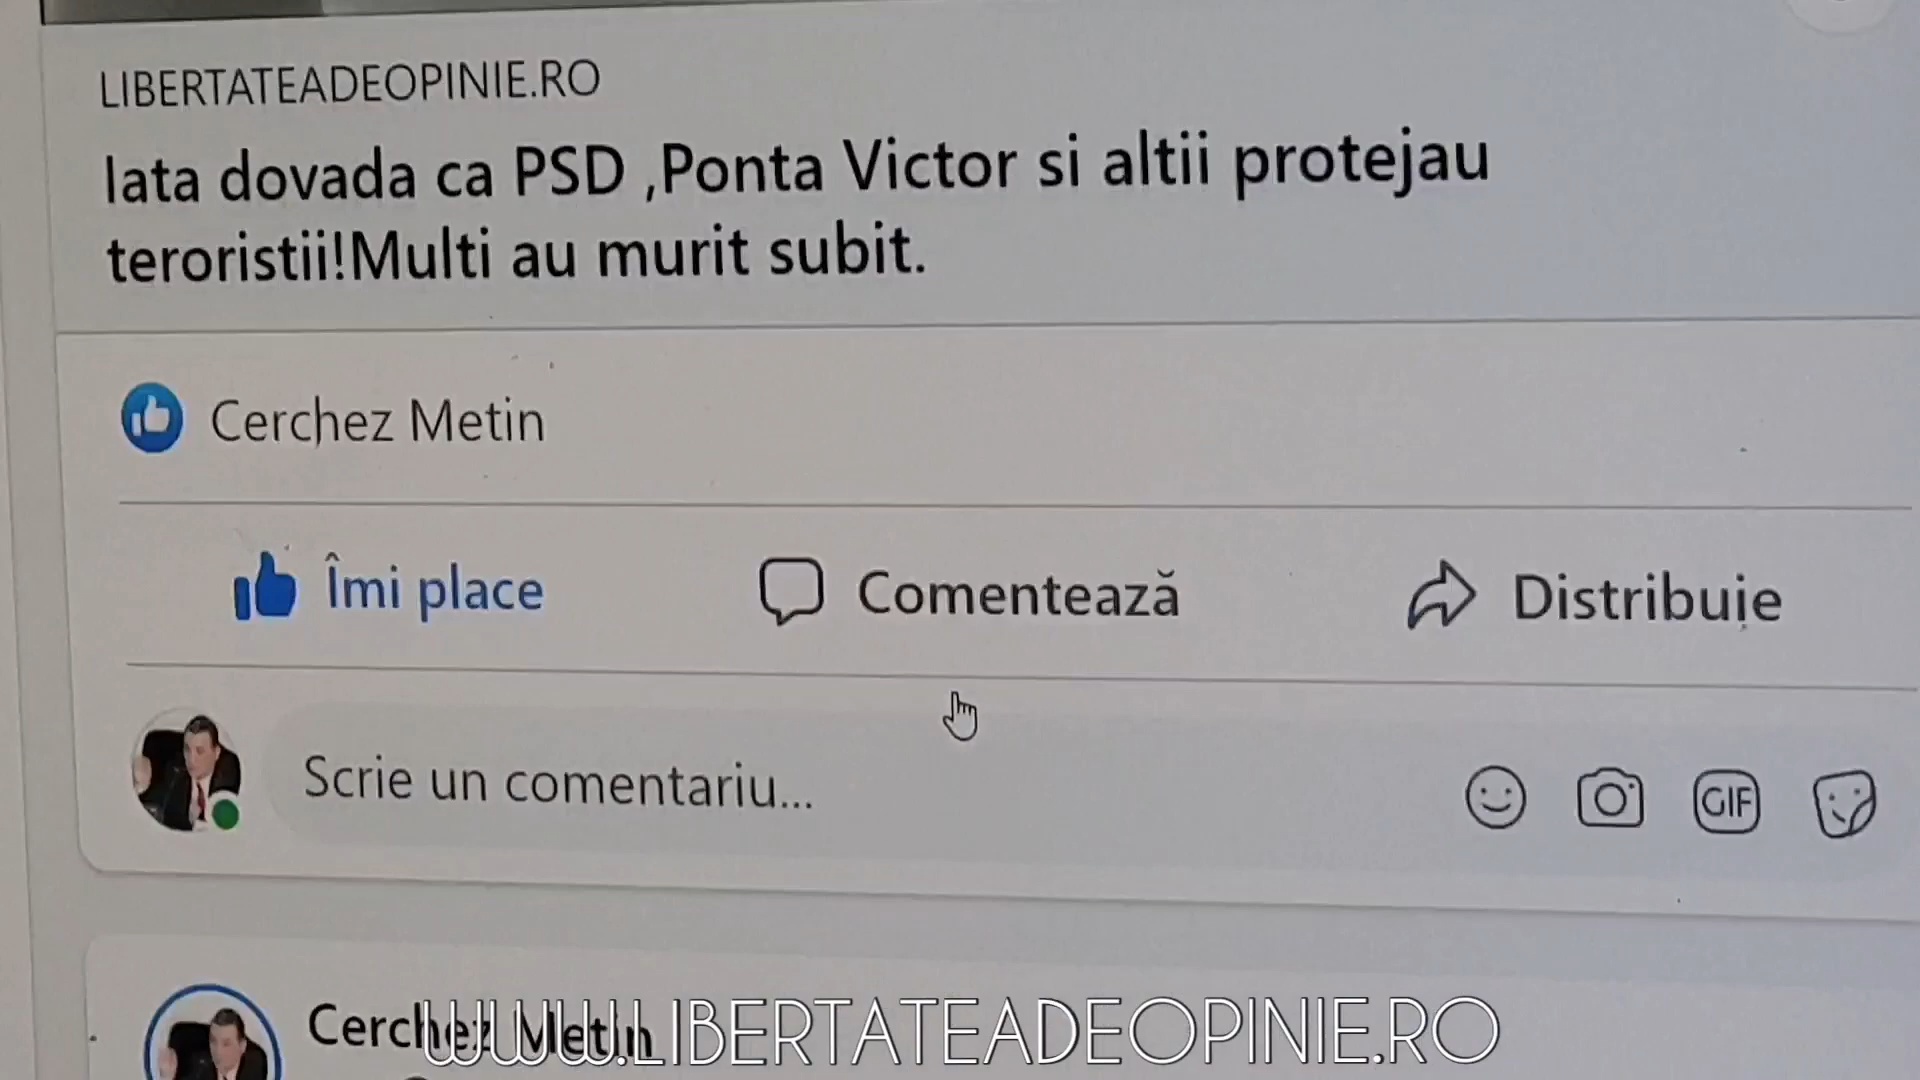 LIBERTATEADEOPINIE.RO
Iata dovada ca PSD ,Ponta Victor si altii protejau
teroristii!Multi au murit subit.
Cerchez Metin
Îmi place
Comentează
Distribuie
Scrie un comentariu...
GIF
Cerchez Metin
WWW.LIBERTATEADEOPINIE.RO